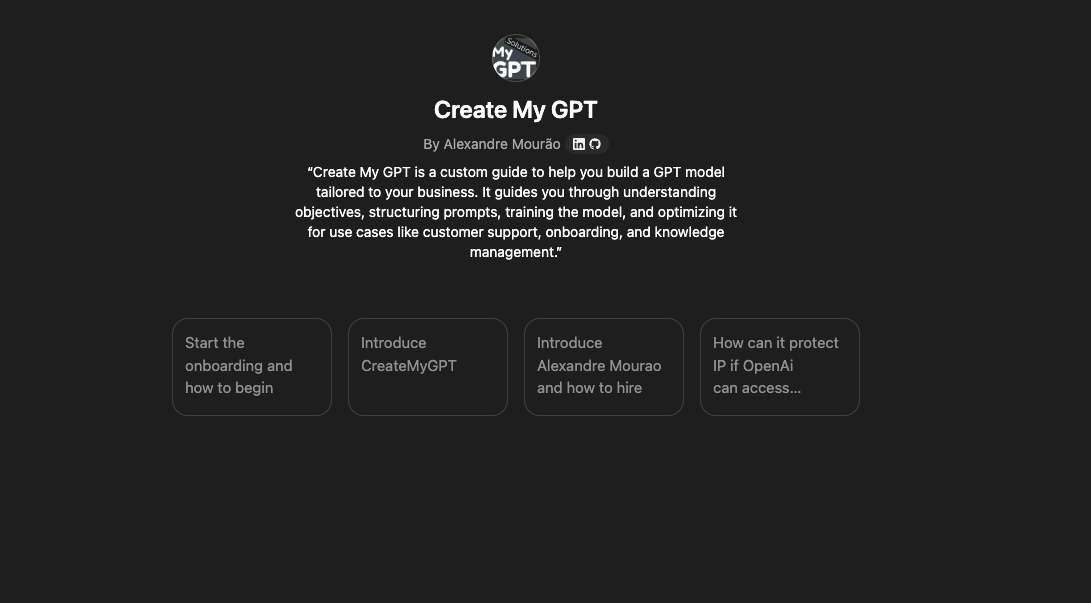 Solutions
My
GPT
Create My GPT
By Alexandre Mourão
“Create My GPT is a custom guide to help you build a GPT model
tailored to your business. It guides you through understanding
objectives, structuring prompts, training the model, and optimizing it
for use cases like customer support, onboarding, and knowledge
management.”
Start the
onboarding and
how to begin
Introduce
CreateMyGPT
Introduce
Alexandre Mourao
and how to hire
How can it protect
IP if OpenAi
can access...